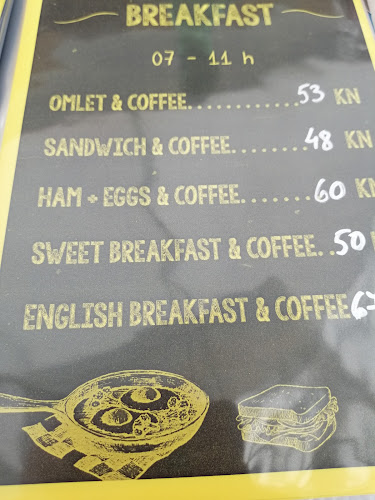 BREAKFAST
07 - 11 h
OMLET & COFFEE............53 KN
SANDWICH & COFFEE.........48 KN
HAM + EGGS & COFFEE........60 KN
SWEET BREAKFAST & COFFEE. .50
ENGLISH BREAKFAST & COFFEE